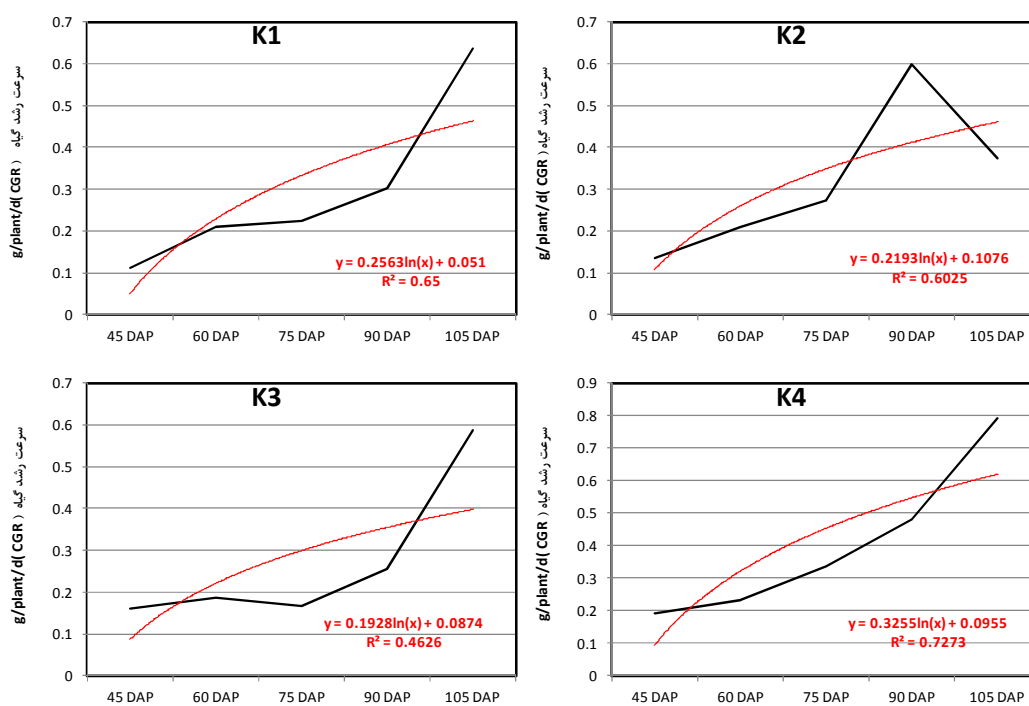 K1
0.7
0.6
0.5
0.4
0.3
0.2
0.1
0
سرعت رشد گیاه ( CGR )g/plant/d
y = 0.2563ln(x) + 0.051
R² = 0.65
45 DAP 60 DAP 75 DAP 90 DAP 105 DAP
K2
0.7
0.6
0.5
0.4
0.3
0.2
0.1
0
سرعت رشد گیاه ( CGR )g/plant/d
y = 0.2193ln(x) + 0.1076
R² = 0.6025
45 DAP 60 DAP 75 DAP 90 DAP 105 DAP
K3
0.7
0.6
0.5
0.4
0.3
0.2
0.1
0
سرعت رشد گیاه ( CGR )g/plant/d
y = 0.1928ln(x) + 0.0874
R² = 0.4626
45 DAP 60 DAP 75 DAP 90 DAP 105 DAP
K4
0.9
0.8
0.7
0.6
0.5
0.4
0.3
0.2
0.1
0
سرعت رشد گیاه ( CGR )g/plant/d
y = 0.3255ln(x) + 0.0955
R² = 0.7273
45 DAP 60 DAP 75 DAP 90 DAP 105 DAP